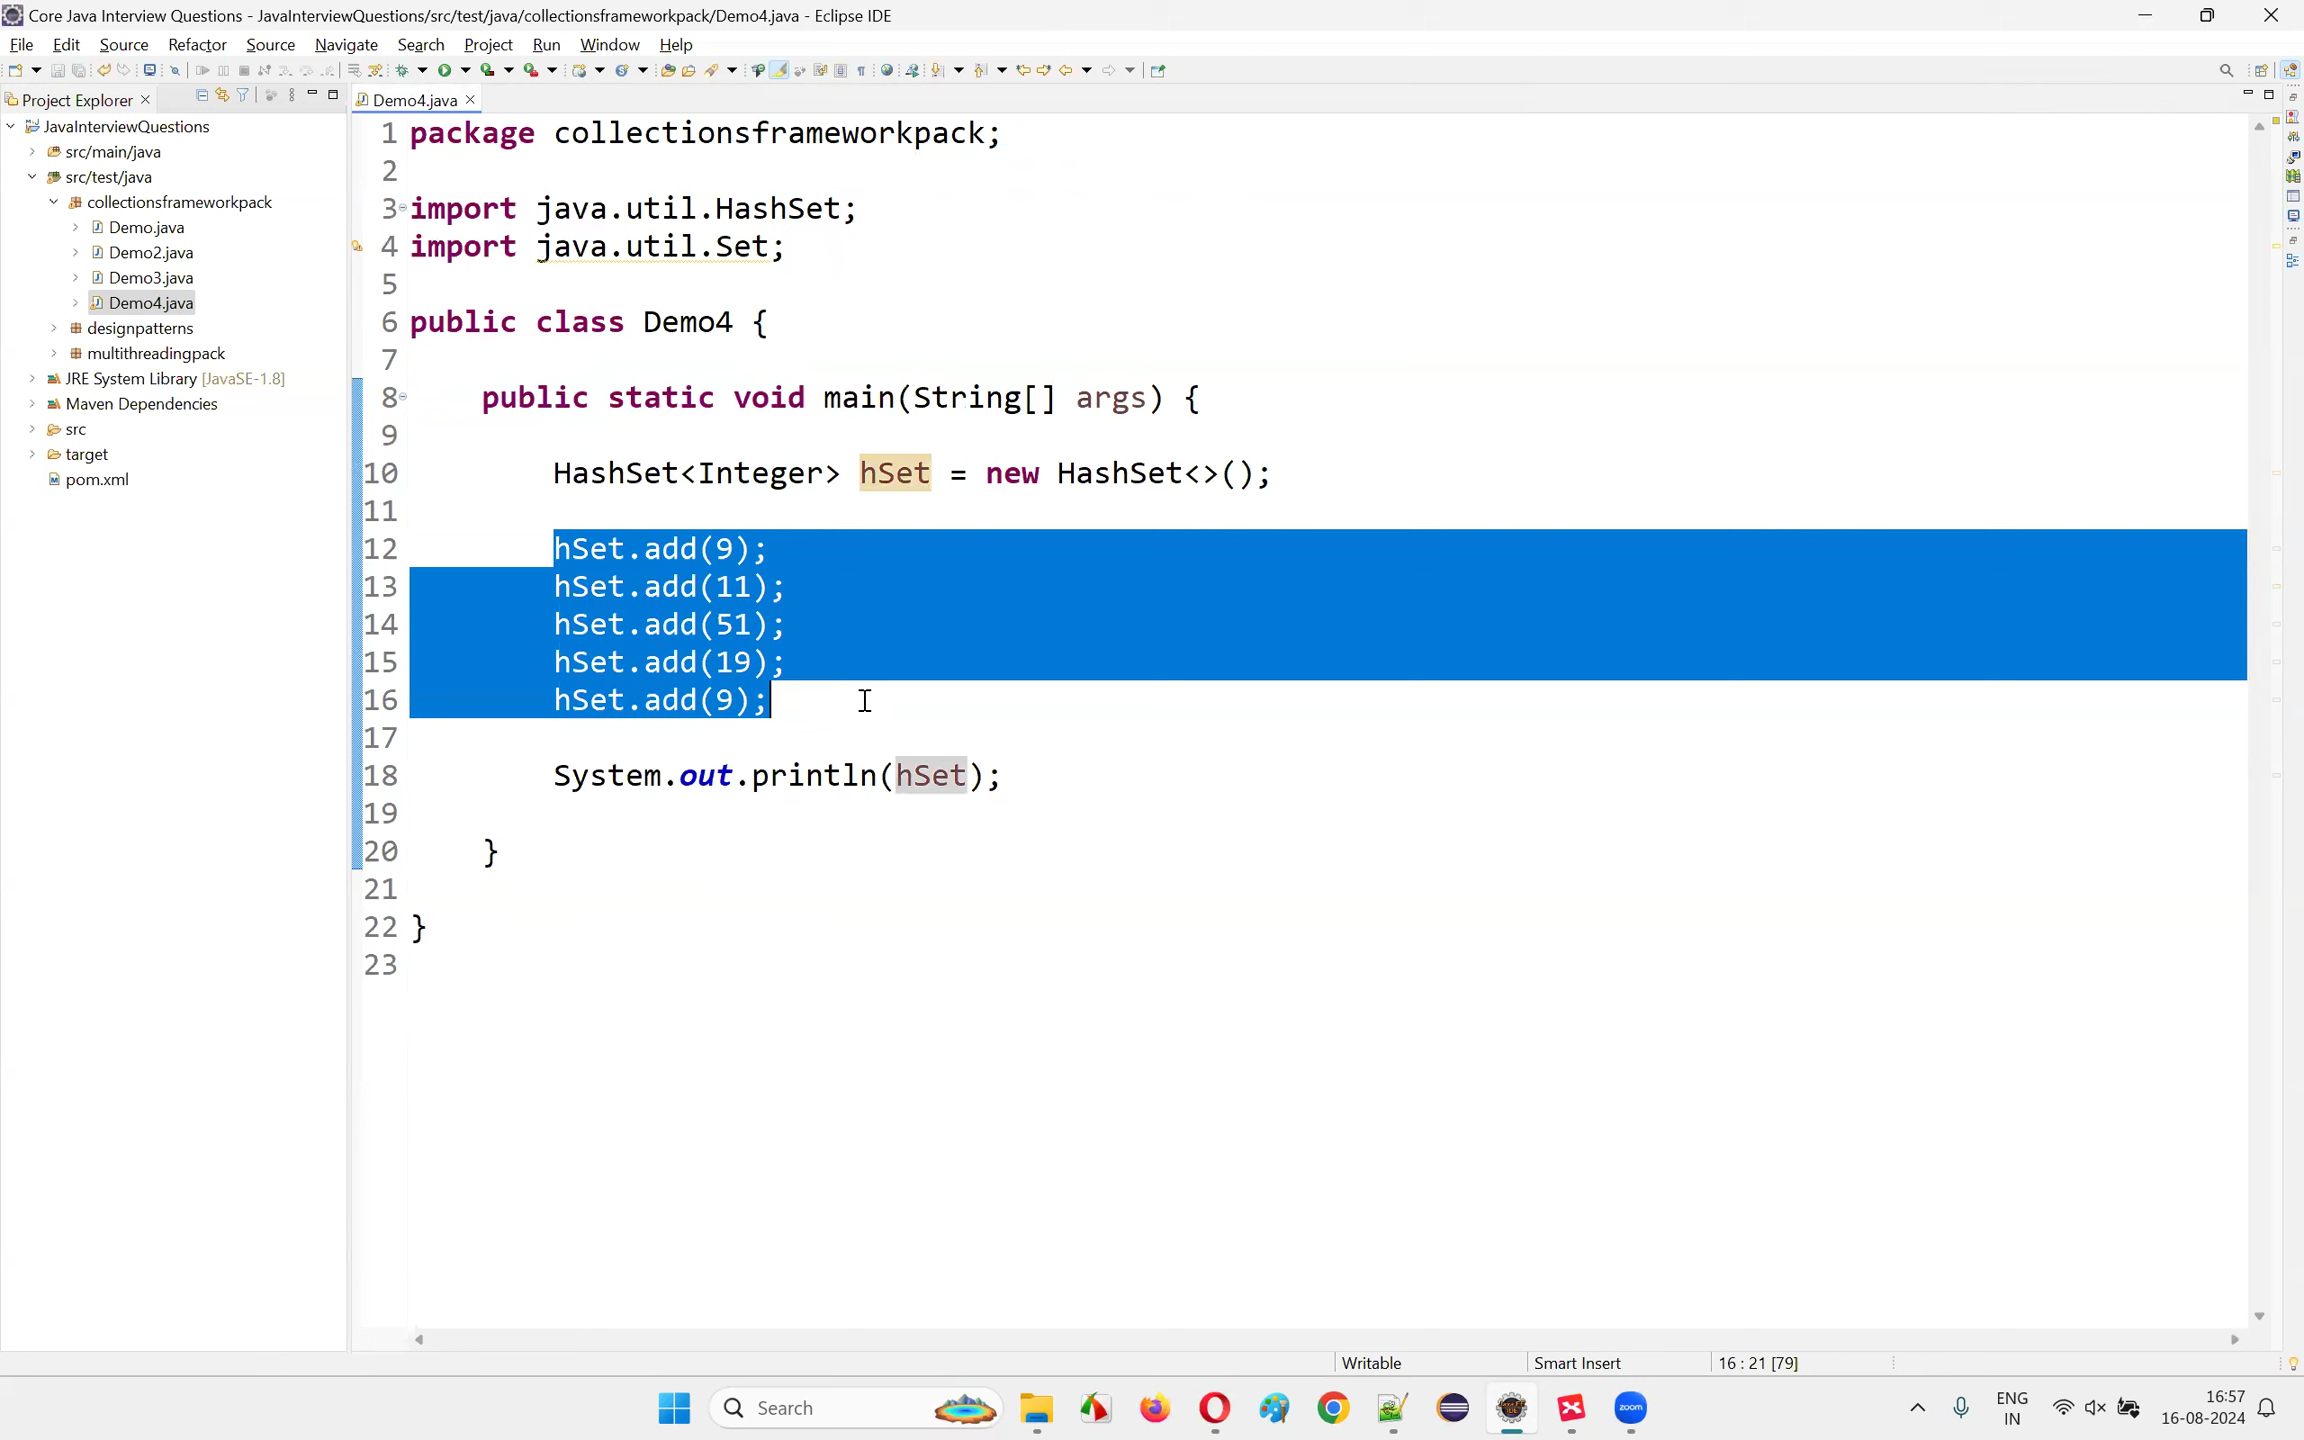 Core Java Interview Questions - JavaInterviewQuestions/src/test/java/collectionsframeworkpack/Demo4.java - Eclipse IDE
File Edit Source Refactor Source Navigate Search Project Run Window Help
Project Explorer
JavaInterviewQuestions
src/main/java
src/test/java
collectionsframeworkpack
Demo.java
Demo2.java
Demo3.java
Demo4.java
designpatterns
multithreadingpack
JRE System Library [JavaSE-1.8]
Maven Dependencies
src
target
pom.xml
Demo4.java
1 package collectionsframeworkpack;
2
3 import java.util.HashSet;
4 import java.util.Set;
5
6 public class Demo4 {
7
8 public static void main(String[] args) {
9
10 HashSet<Integer> hSet = new HashSet<>();
11
12 hSet.add(9);
13 hSet.add(11);
14 hSet.add(51);
15 hSet.add(19);
16 hSet.add(9);
17
18 System.out.println(hSet);
19
20 }
21
22 }
23
Writable Smart Insert 16 : 21 [79]
Search
zoom
ENG
IN
16:57
16-08-2024